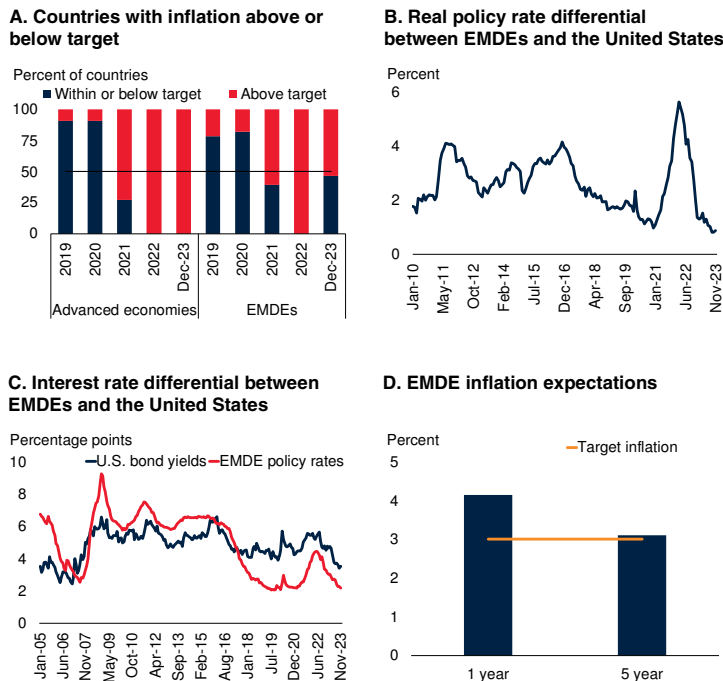 A. Countries with inflation above or
below target
Percent of countries
Within or below target
Above target
100
75
50
25
0
2019
2020
2021
2022
Dec-23
2019
2020
2021
2022
Dec-23
Advanced economies
EMDEs
B. Real policy rate differential
between EMDEs and the United States
Percent
6
4
2
0
Jan-10
May-11
Oct-12
Feb-14
Jul-15
Dec-16
Apr-18
Sep-19
Jan-21
Jun-22
Nov-23
C. Interest rate differential between
EMDEs and the United States
Percentage points
U.S. bond yields
EMDE policy rates
10
8
6
4
2
0
Jan-05
Jun-06
Nov-07
May-09
Oct-10
Apr-12
Sep-13
Feb-15
Aug-16
Jan-18
Jul-19
Dec-20
Jun-22
Nov-23
D. EMDE inflation expectations
Percent
Target inflation
5
4
3
2
1
0
1 year
5 year